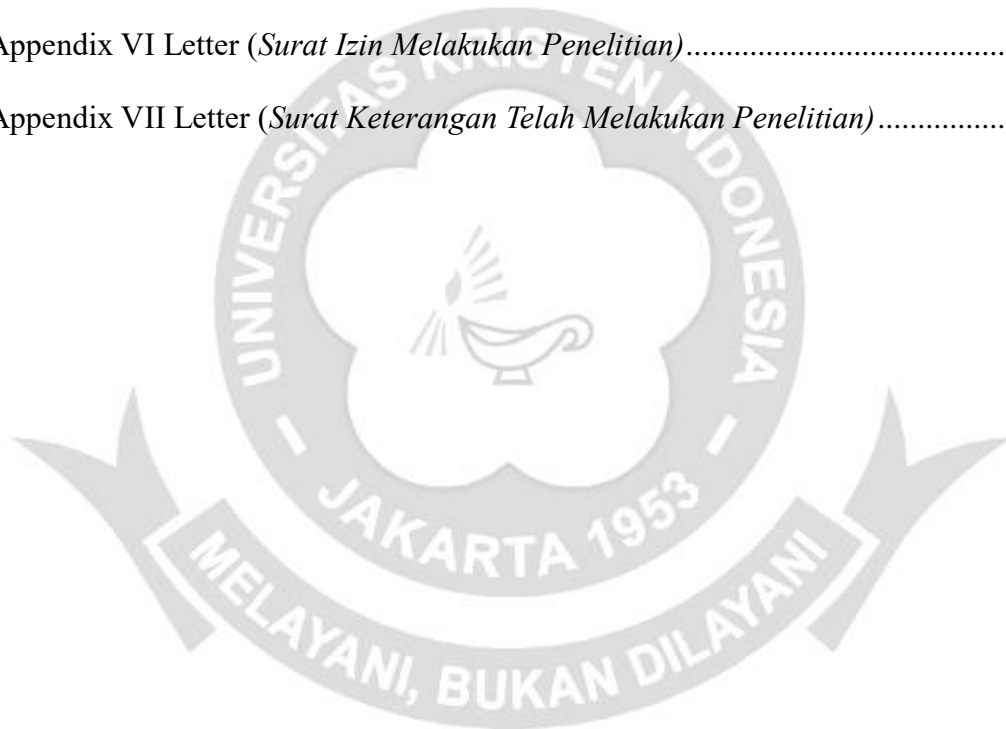 Appendix VI Letter (Surat Izin Melakukan Penelitian)....................................
Appendix VII Letter (Surat Keterangan Telah Melakukan Penelitian)................
UNIVERSITAS KRISTEN INDONESIA
- JAKARTA 1953 -
MELAYANI, BUKAN DILAYANI